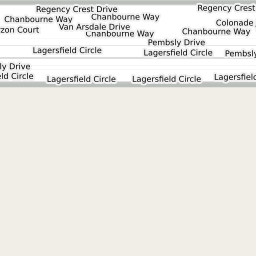 Regency Crest Drive
Regency Crest
Chanbourne Way
Chanbourne Way
Colonade
Van Arsdale Drive
zon Court
Chanbourne Way
Chanbourne Way
Pembsly Drive
Lagersfield Circle
Lagersfield Circle
Pembsly
ly Drive
eld Circle
Lagersfield Circle
Lagersfield Circle
Lagersfield